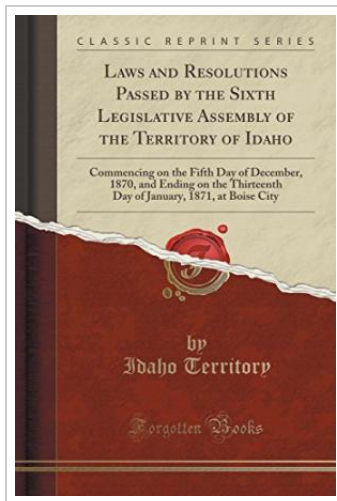 CLASSIC REPRINT SERIES
LAWS AND RESOLUTIONS
PASSED BY THE SIXTH
LEGISLATIVE ASSEMBLY OF
THE TERRITORY OF IDAHO
Commencing on the Fifth Day of December,
1870, and Ending on the Thirteenth
Day of January, 1871, at Boise City
by
Idaho Territory
Forgotten Books